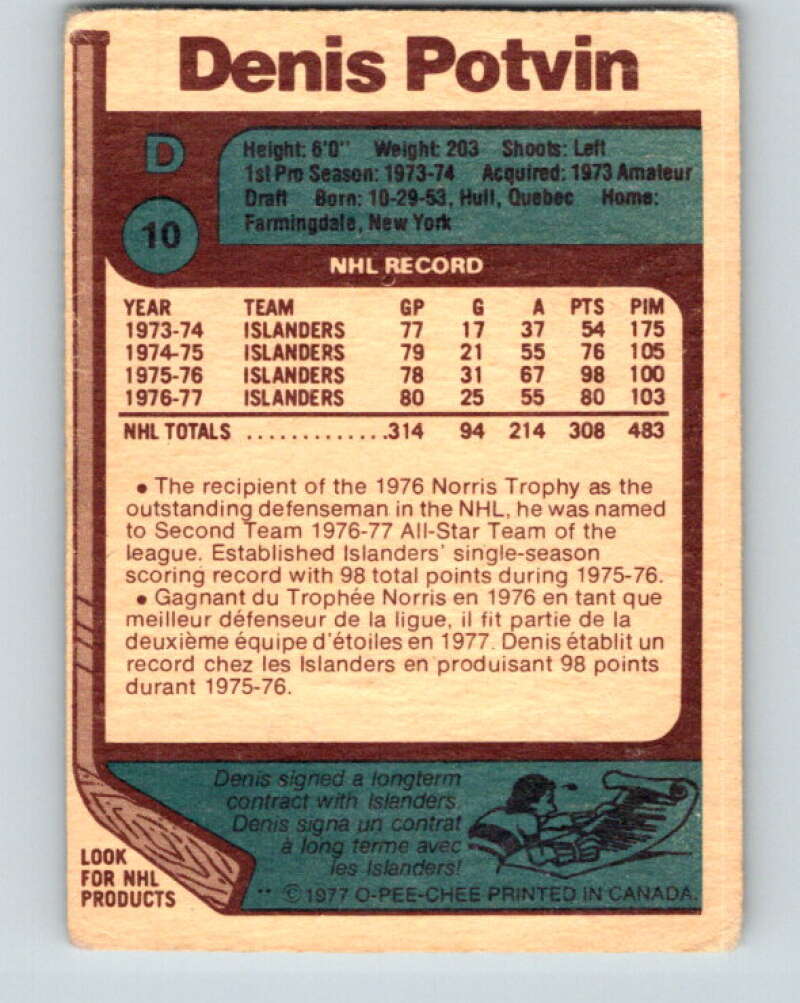 Denis Potvin
D
10
Height: 6'0" Weight: 203 Shoots: Left
1st Pro Season: 1973-74 Acquired: 1973 Amateur
Draft Born: 10-29-53, Hull, Quebec Home:
Farmingdale, New York
NHL RECORD
YEAR TEAM GP G A PTS PIM
1973-74 ISLANDERS 77 17 37 54 175
1974-75 ISLANDERS 79 21 55 76 105
1975-76 ISLANDERS 78 31 67 98 100
1976-77 ISLANDERS 80 25 55 80 103
NHL TOTALS .............314 94 214 308 483
• The recipient of the 1976 Norris Trophy as the
outstanding defenseman in the NHL, he was named
to Second Team 1976-77 All-Star Team of the
league. Established Islanders' single-season
scoring record with 98 total points during 1975-76.
• Gagnant du Trophée Norris en 1976 en tant que
meilleur défenseur de la ligue, il fit partie de la
deuxième équipe d'étoiles en 1977. Denis établit un
record chez les Islanders en produisant 98 points
durant 1975-76.
Denis signed a longterm
contract with Islanders.
Denis signa un contrat
à long terme avec
les Islanders!
LOOK
FOR NHL
PRODUCTS
** © 1977 O-PEE-CHEE PRINTED IN CANADA.